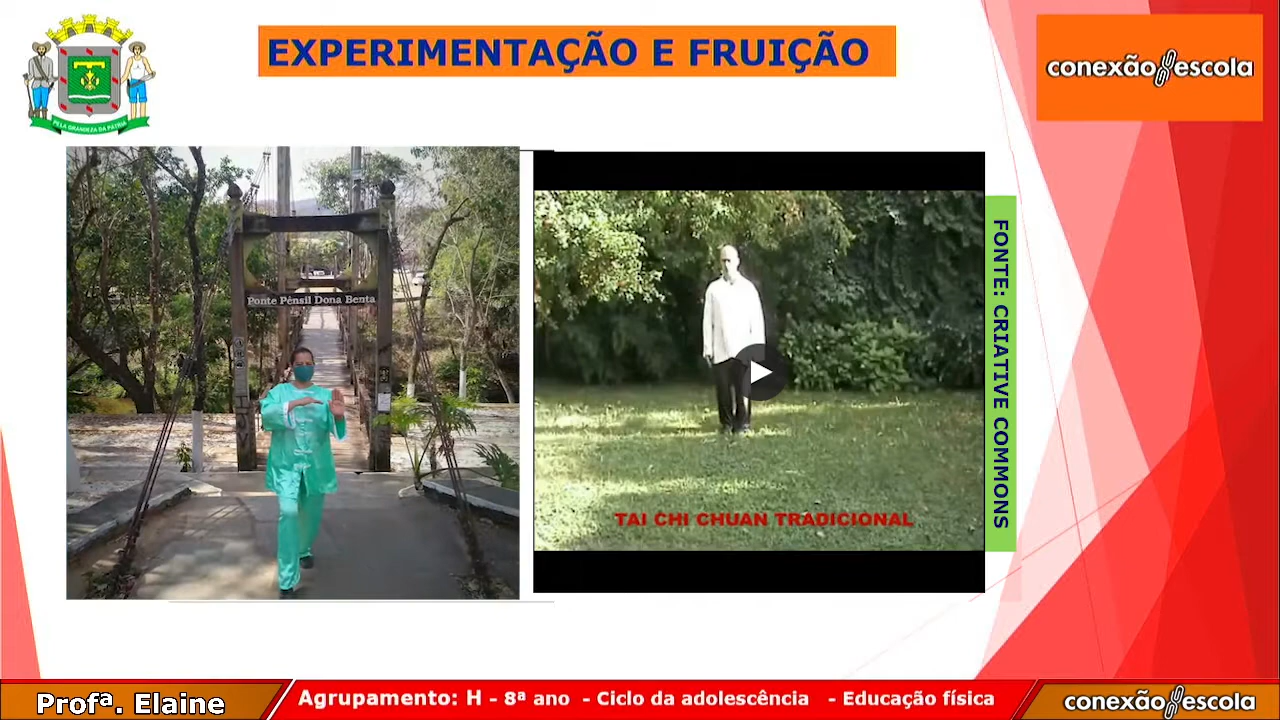 EXPERIMENTAÇÃO E FRUIÇÃO
conexão escola
PELA GRANDEZA DA PÁTRIA
Ponte Pênsil Dona Benta
TAI CHI CHUAN TRADICIONAL
FONTE: CRIATIVE COMMONS
Profª. Elaine
Agrupamento: H - 8ª ano - Ciclo da adolescência - Educação física
conexão escola